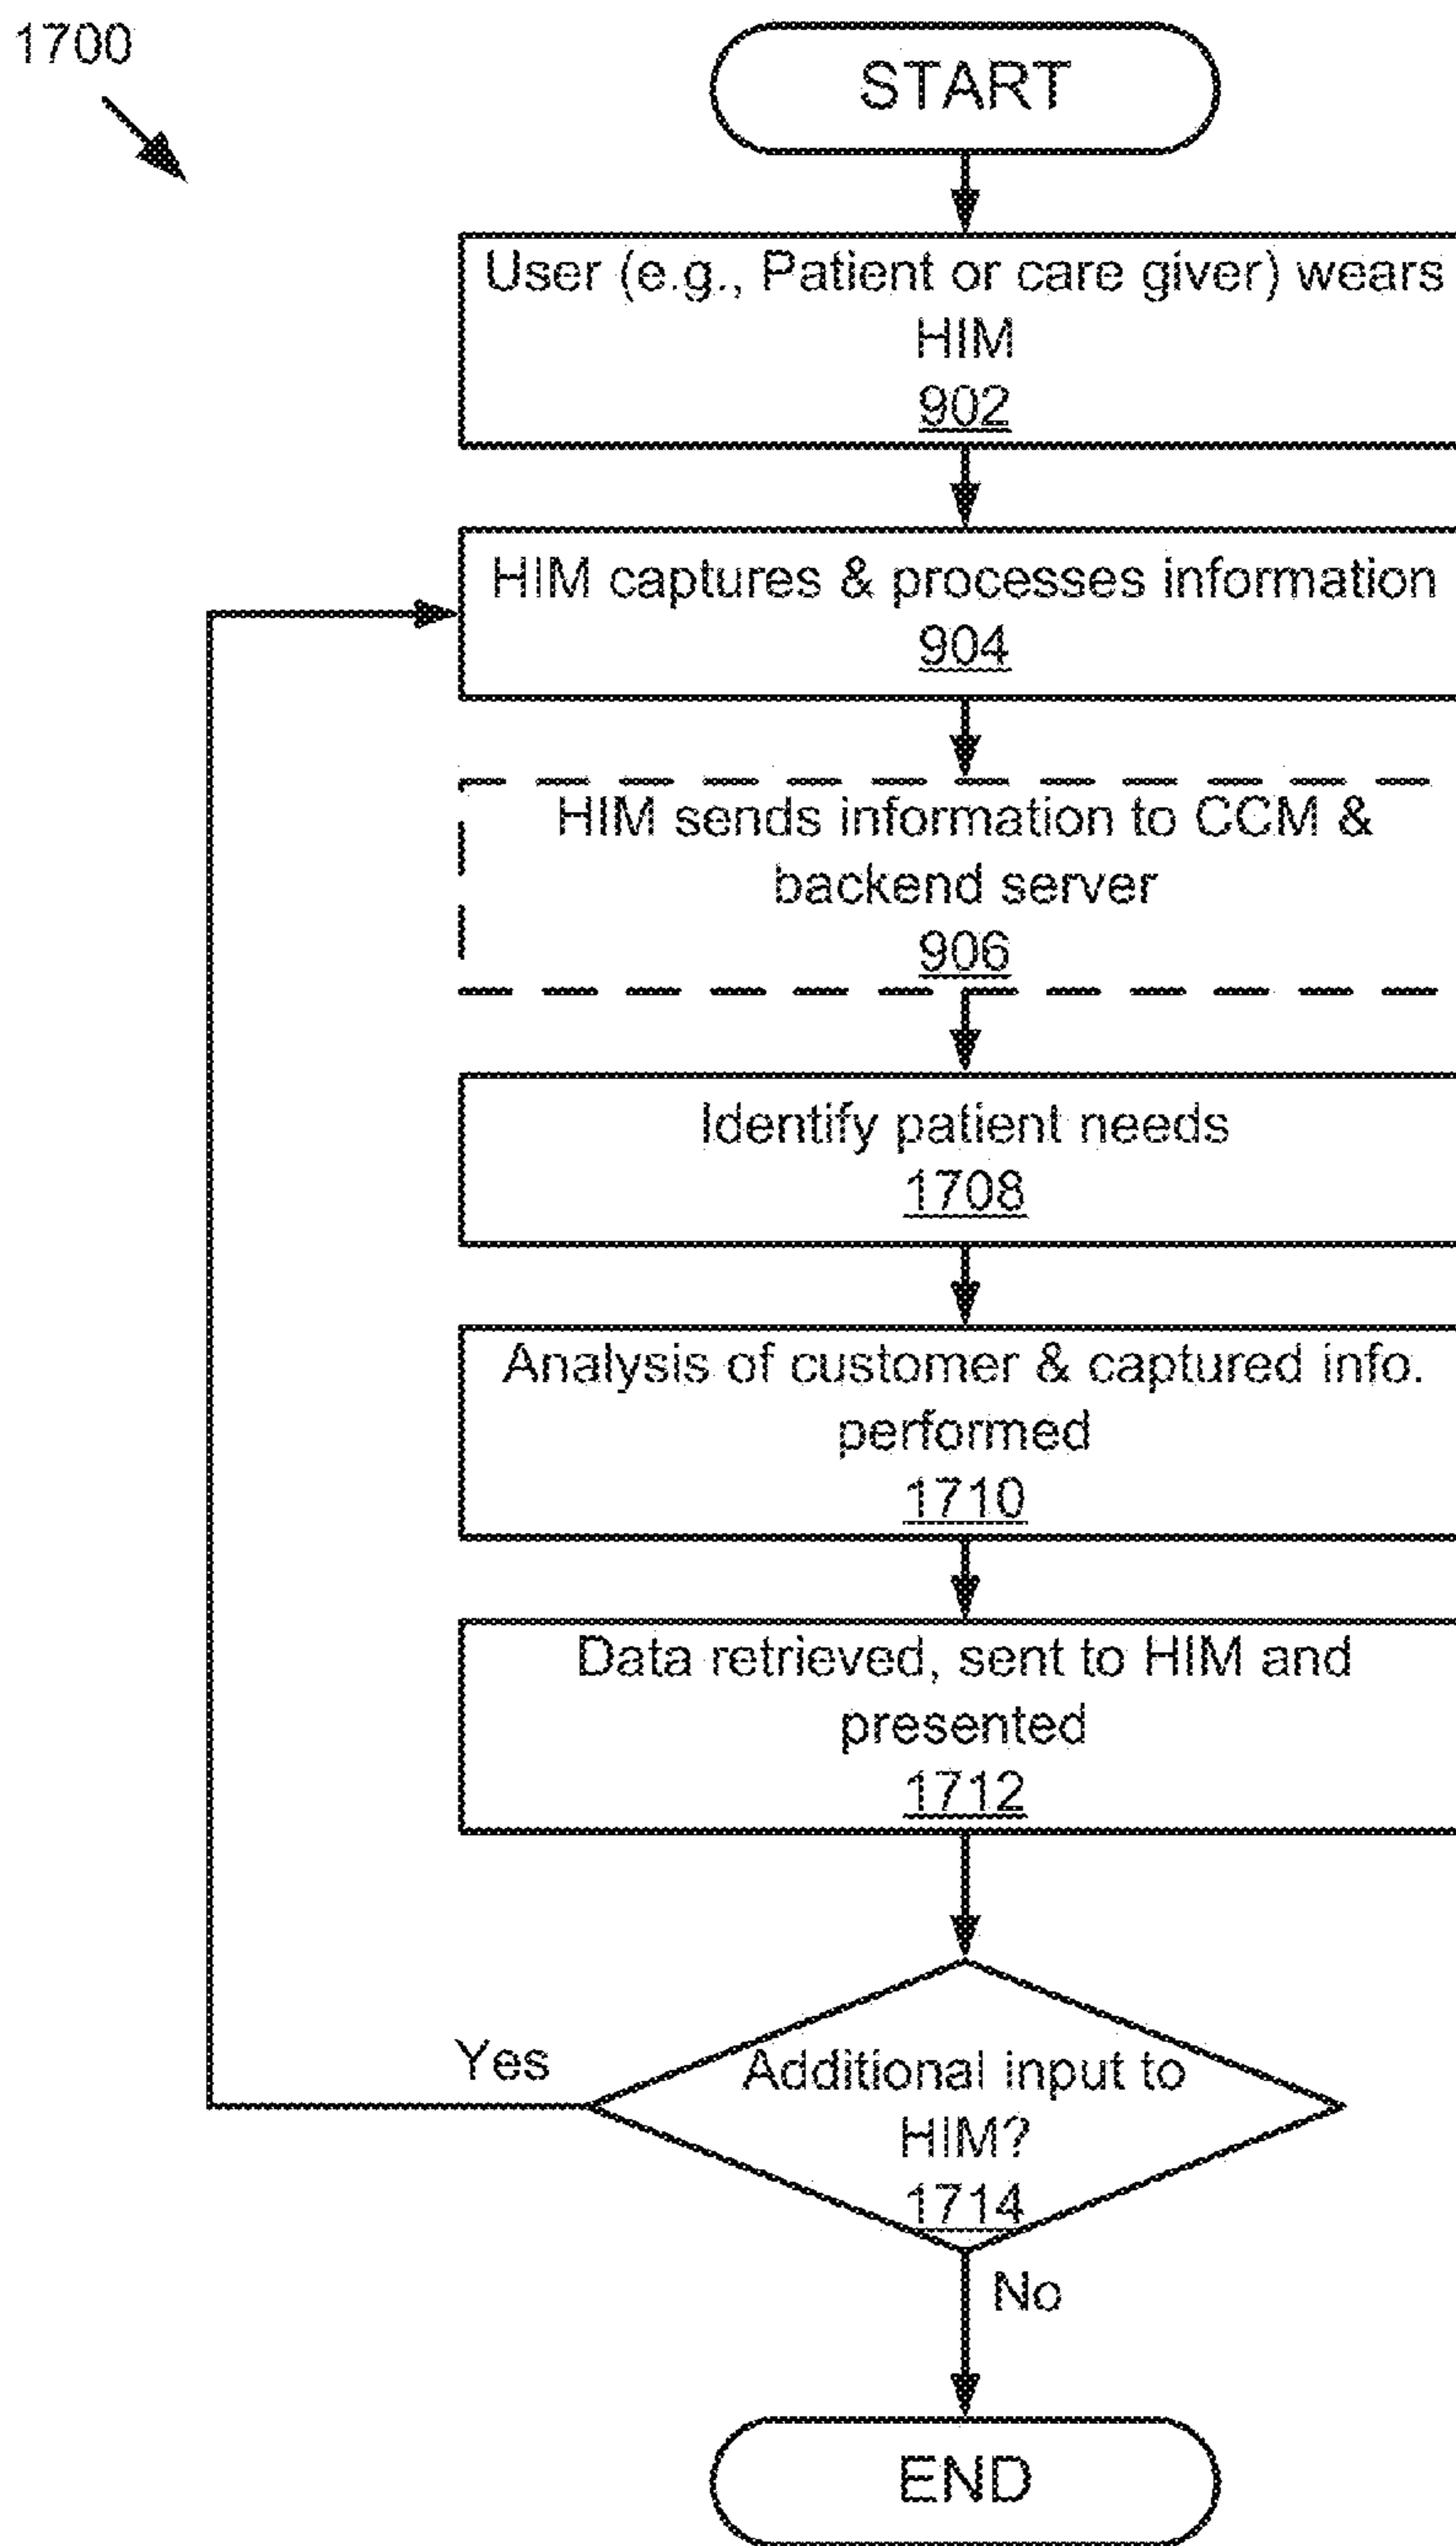 1700
START
User (e.g., Patient or care giver) wears
HIM
902
HIM captures & processes information
904
HIM sends information to CCM &
backend server
906
Identify patient needs
1708
Analysis of customer & captured info.
performed
1710
Data retrieved, sent to HIM and
presented
1712
Yes
Additional input to
HIM?
1714
No
END